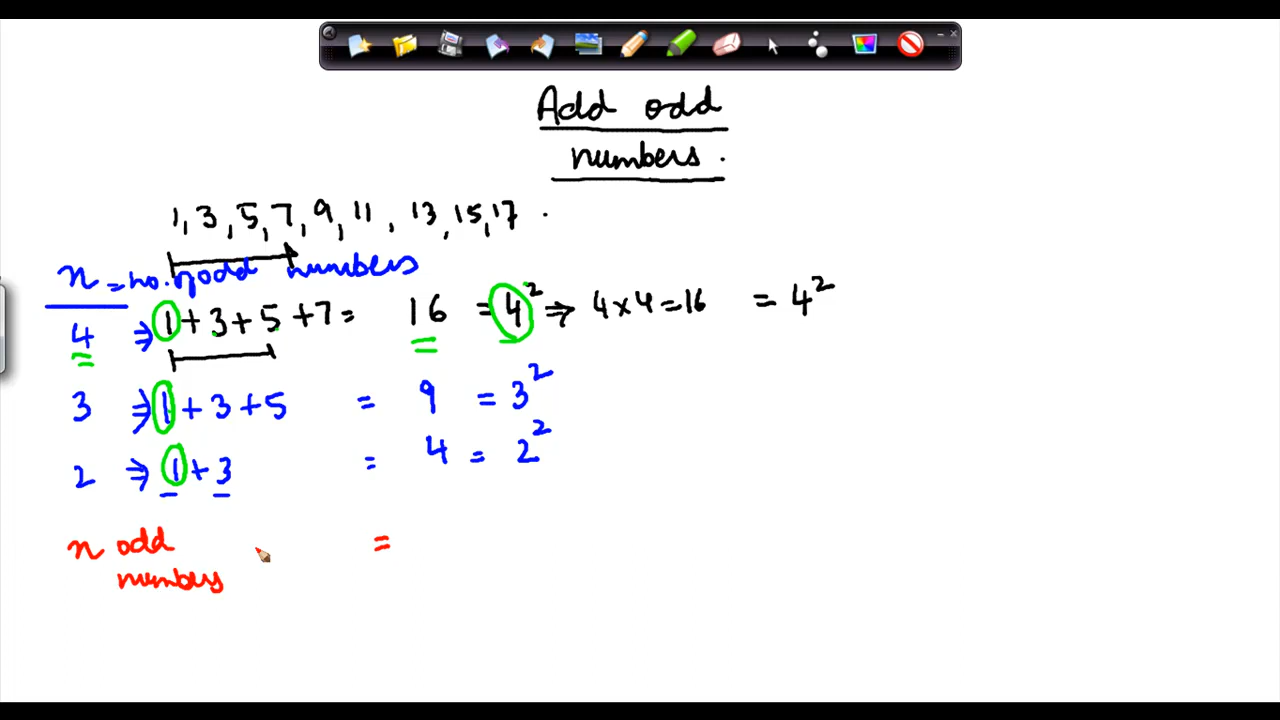 Add odd
numbers.
1, 3, 5, 7, 9, 11, 13, 15, 17 .
n = no. of odd numbers
4 ⇒ 1 + 3 + 5 + 7 = 16 = 4² ⇒ 4 × 4 = 16 = 4²
3 ⇒ 1 + 3 + 5 = 9 = 3²
2 ⇒ 1 + 3 = 4 = 2²
n odd =
numbers